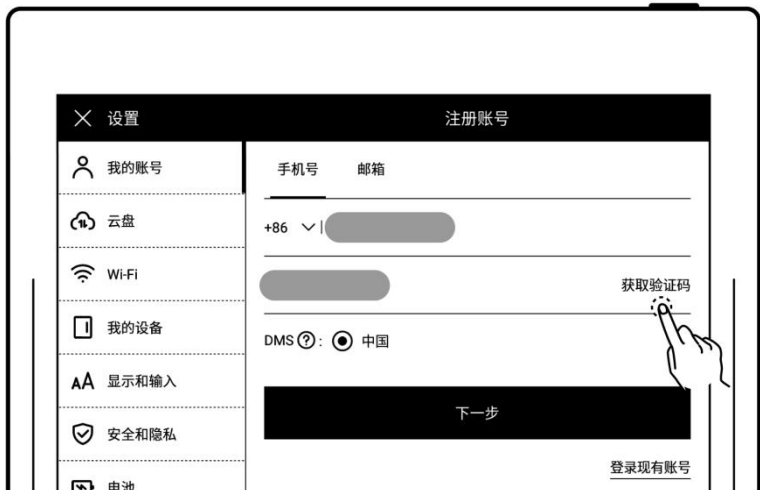 设置
注册账号
我的账号
手机号 邮箱
云盘
+86
Wi-Fi
获取验证码
我的设备
DMS?: 中国
AA 显示和输入
下一步
安全和隐私
登录现有账号
电池